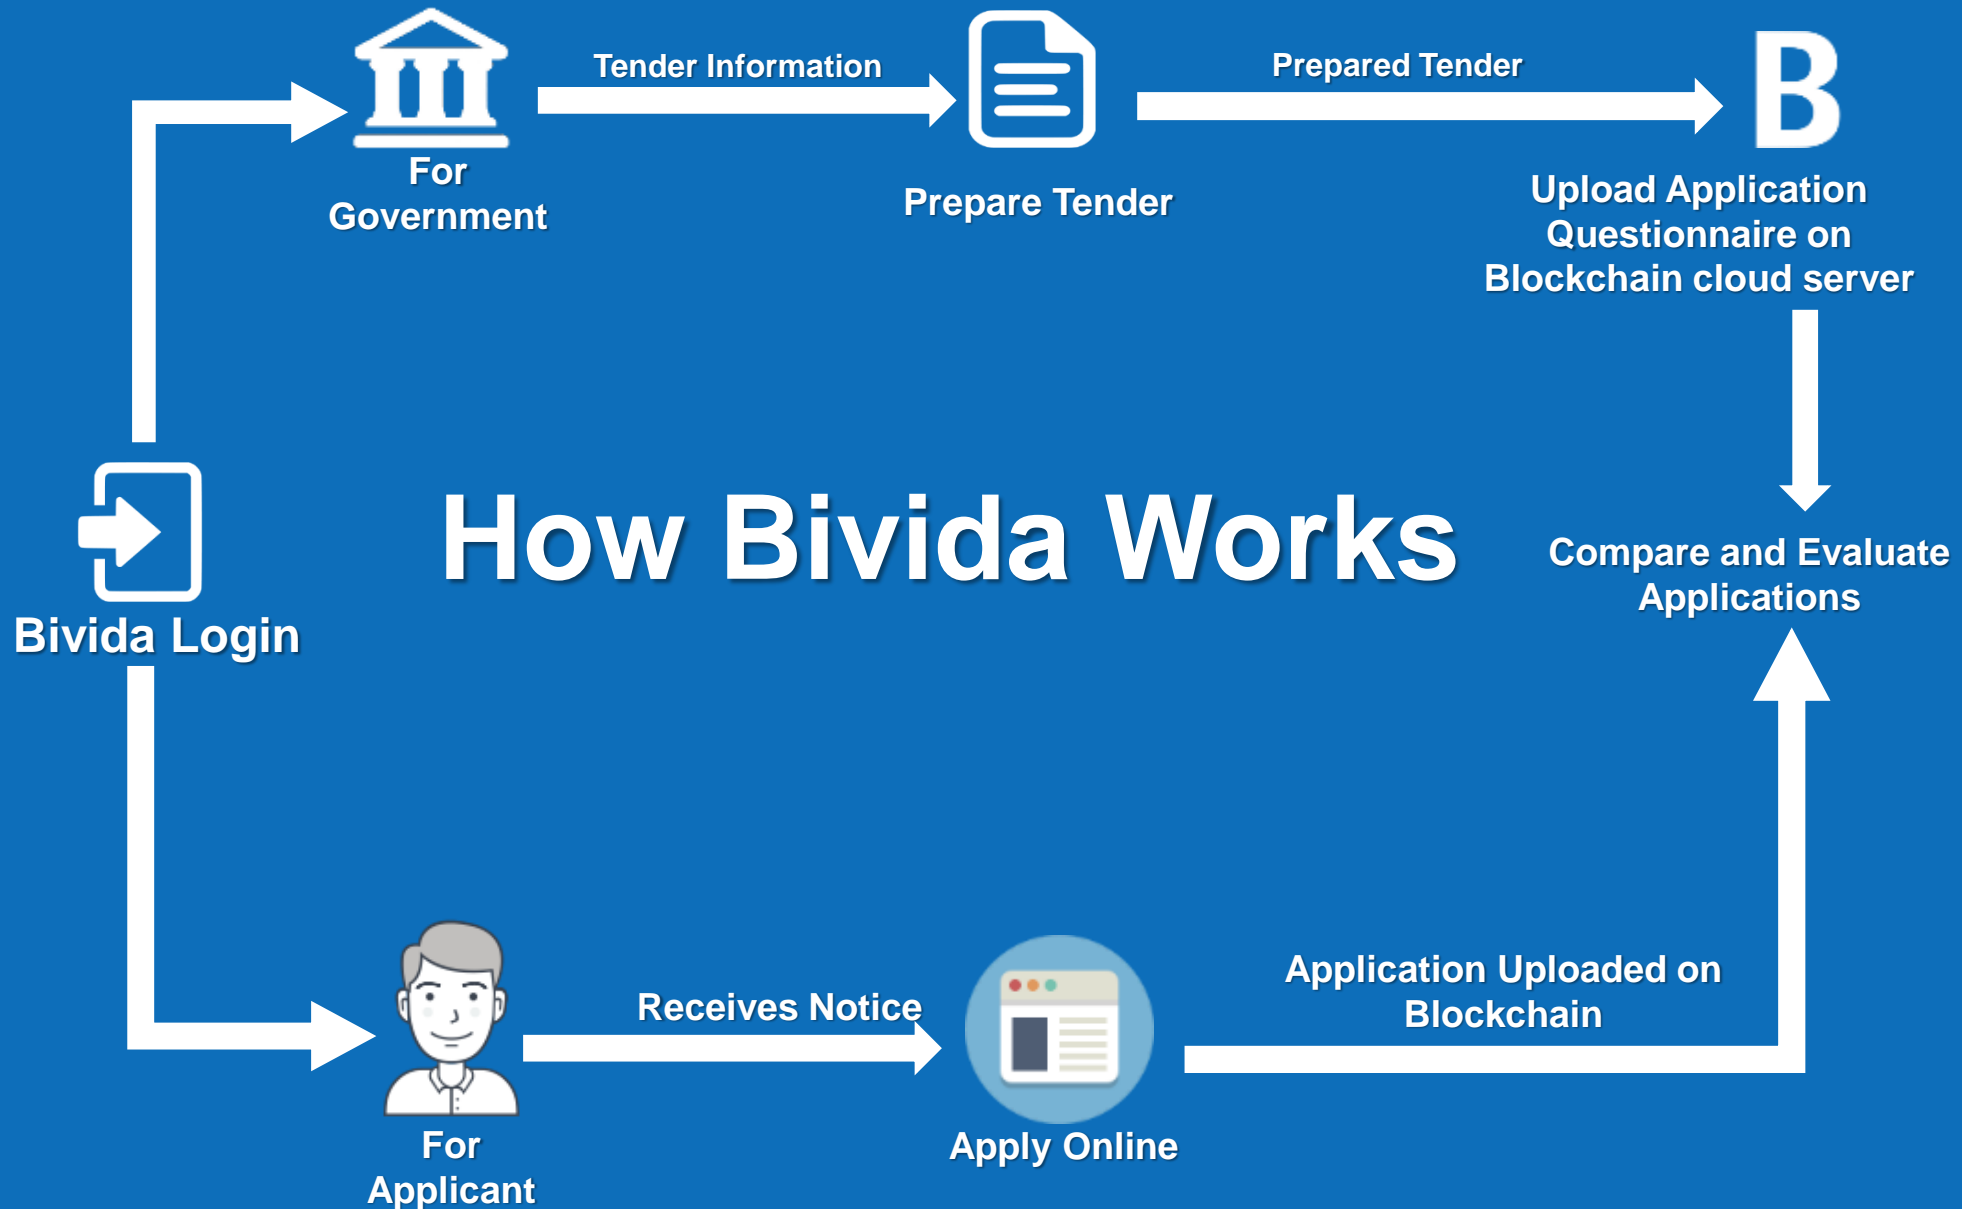 Tender Information
Prepared Tender
B
For
Government
Prepare Tender
Upload Application
Questionnaire on
Blockchain cloud server
How Bivida Works
Compare and Evaluate
Applications
Bivida Login
Receives Notice
Application Uploaded on
Blockchain
For
Applicant
Apply Online